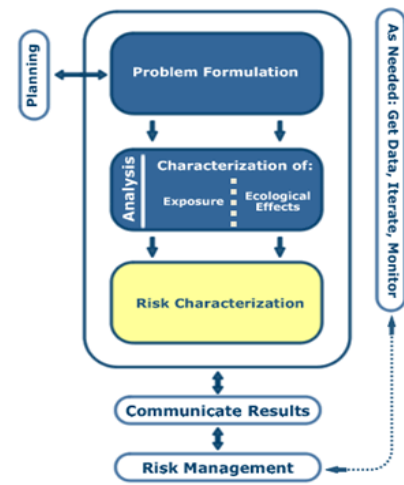 Planning
Problem Formulation
As Needed: Get Data, Iterate, Monitor
Analysis
Characterization of:
Exposure
Ecological
Effects
Risk Characterization
Communicate Results
Risk Management